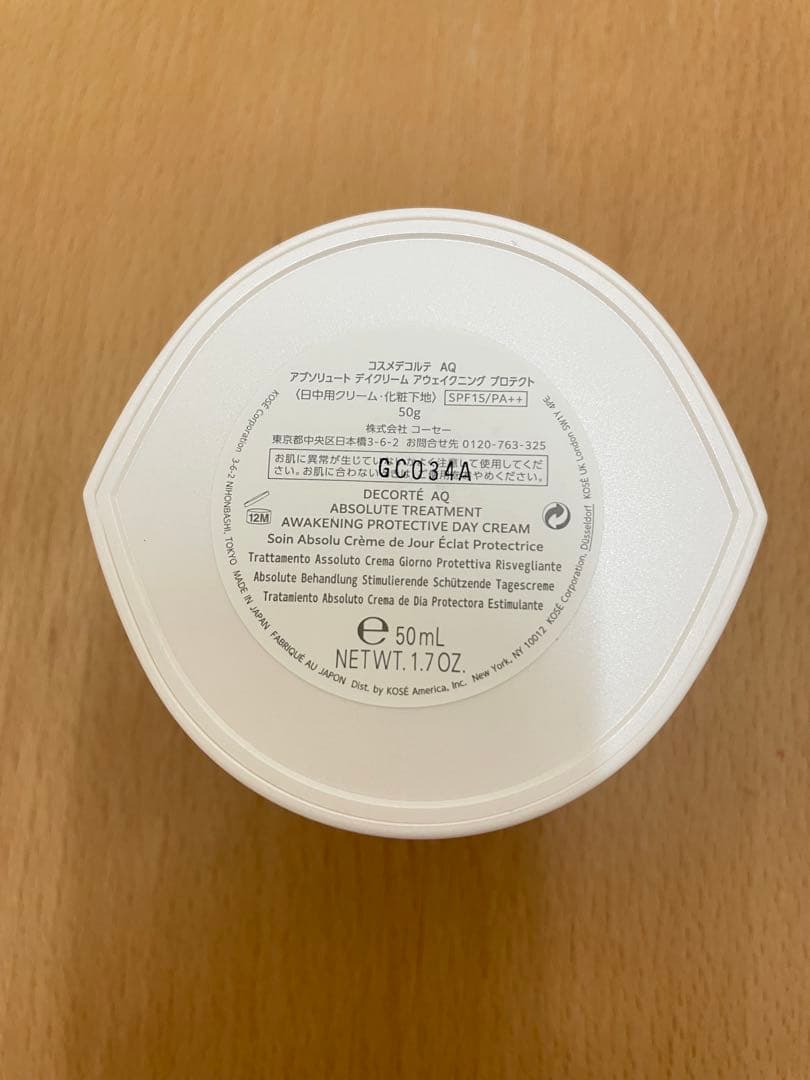 コスメデコルテ AQ
アブソリュート デイクリーム アウェイクニング プロテクト
〈日中用クリーム・化粧下地〉 SPF15/PA++
50g
株式会社 コーセー
東京都中央区日本橋3-6-2 お問合せ先 0120-763-325
お肌に異常が生じていないかよく注意して使用してくだ
さい。お肌に合わないときは、ご使用をおやめください。
GC034A
12M
DECORTÉ AQ
ABSOLUTE TREATMENT
AWAKENING PROTECTIVE DAY CREAM
Soin Absolu Crème de Jour Éclat Protectrice
Trattamento Assoluto Crema Giorno Protettiva Risvegliante
Absolute Behandlung Stimulierende Schützende Tagescreme
Tratamiento Absoluto Crema de Día Protectora Estimulante
e 50mL
NET WT. 1.7 OZ.
KOSÉ Corporation 3-6-2 NIHONBASHI, TOKYO MADE IN JAPAN FABRIQUÉ AU JAPON Dist. by KOSÉ America, Inc. New York, NY 10012 KOSÉ Corporation, Düsseldorf KOSÉ UK, London SW1Y 4PE